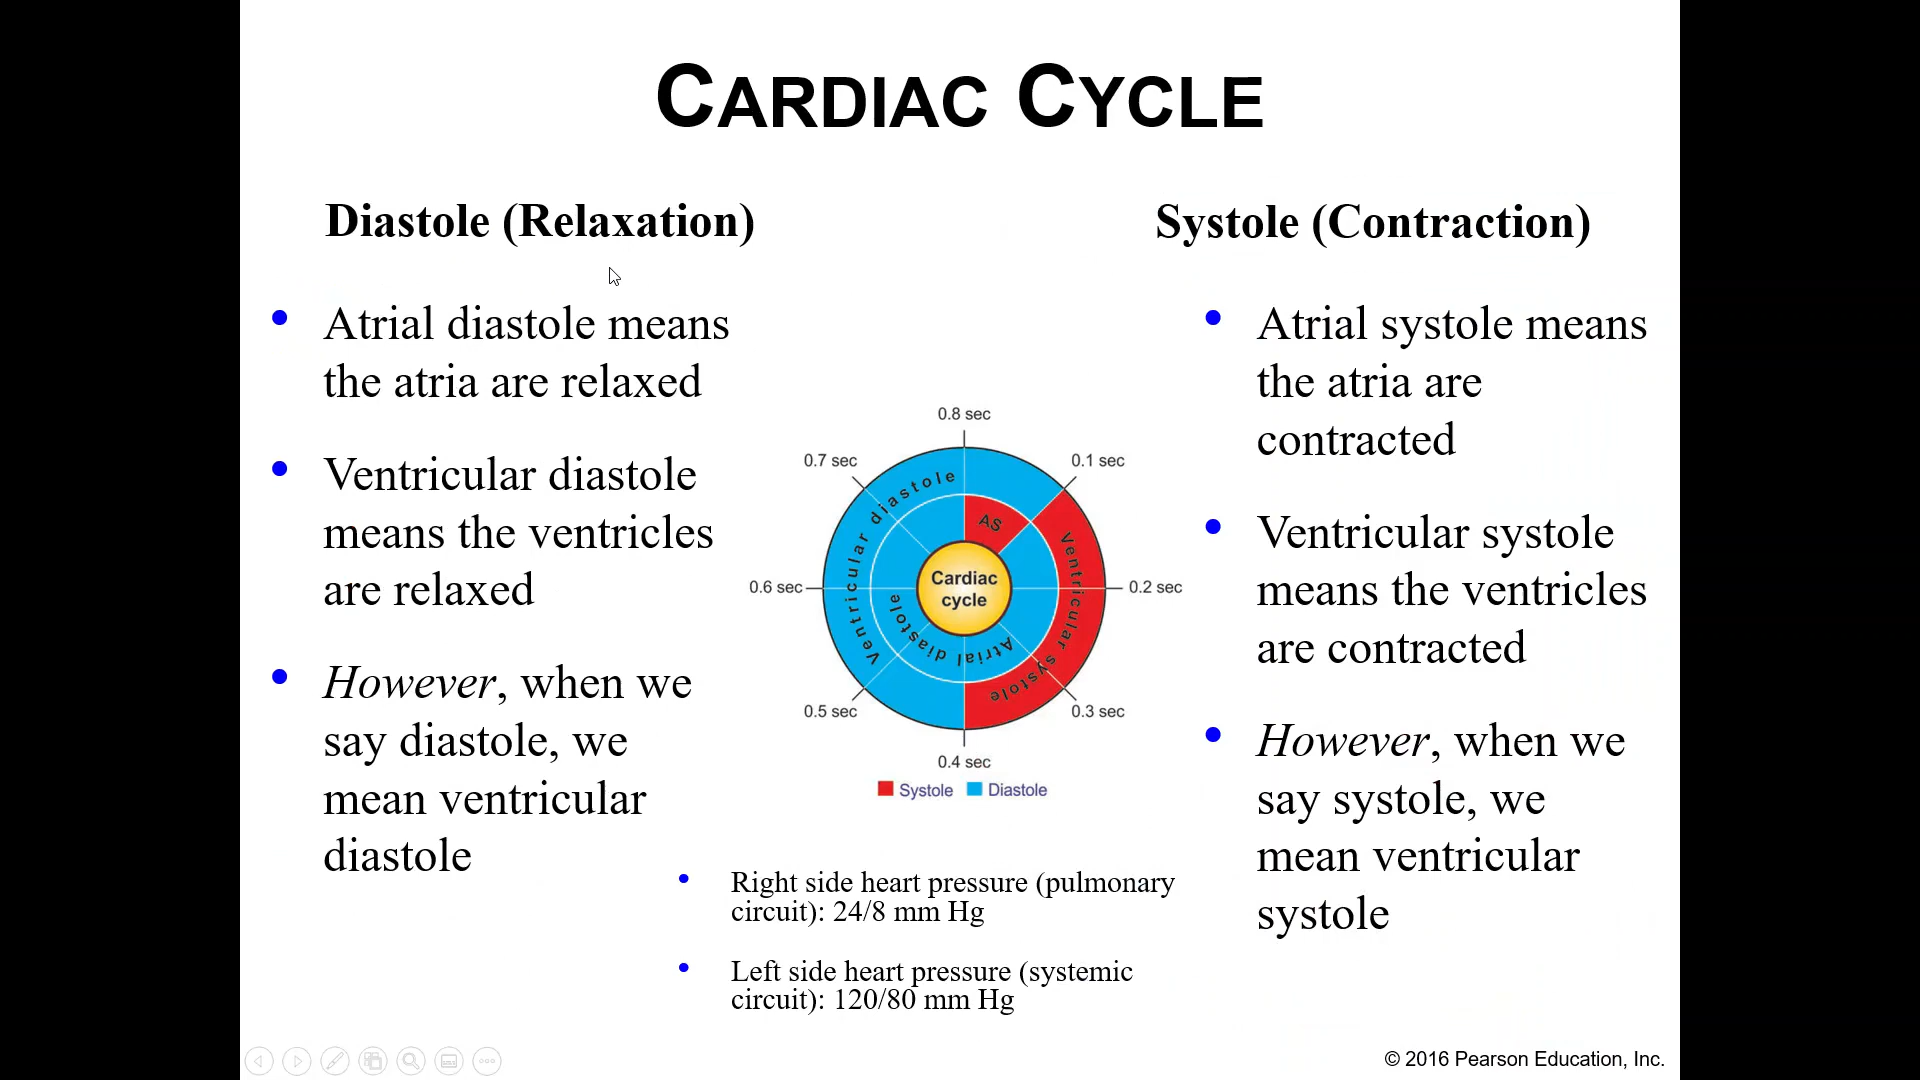 CARDIAC CYCLE
Diastole (Relaxation)
• Atrial diastole means
the atria are relaxed
• Ventricular diastole
means the ventricles
are relaxed
• However, when we
say diastole, we
mean ventricular
diastole
0.8 sec
0.7 sec
0.1 sec
0.6 sec
0.2 sec
0.5 sec
0.3 sec
0.4 sec
Ventricular diastole
AS
Ventricular systole
Atrial diastole
Cardiac
cycle
Systole Diastole
• Right side heart pressure (pulmonary
circuit): 24/8 mm Hg
• Left side heart pressure (systemic
circuit): 120/80 mm Hg
Systole (Contraction)
• Atrial systole means
the atria are
contracted
• Ventricular systole
means the ventricles
are contracted
• However, when we
say systole, we
mean ventricular
systole
© 2016 Pearson Education, Inc.